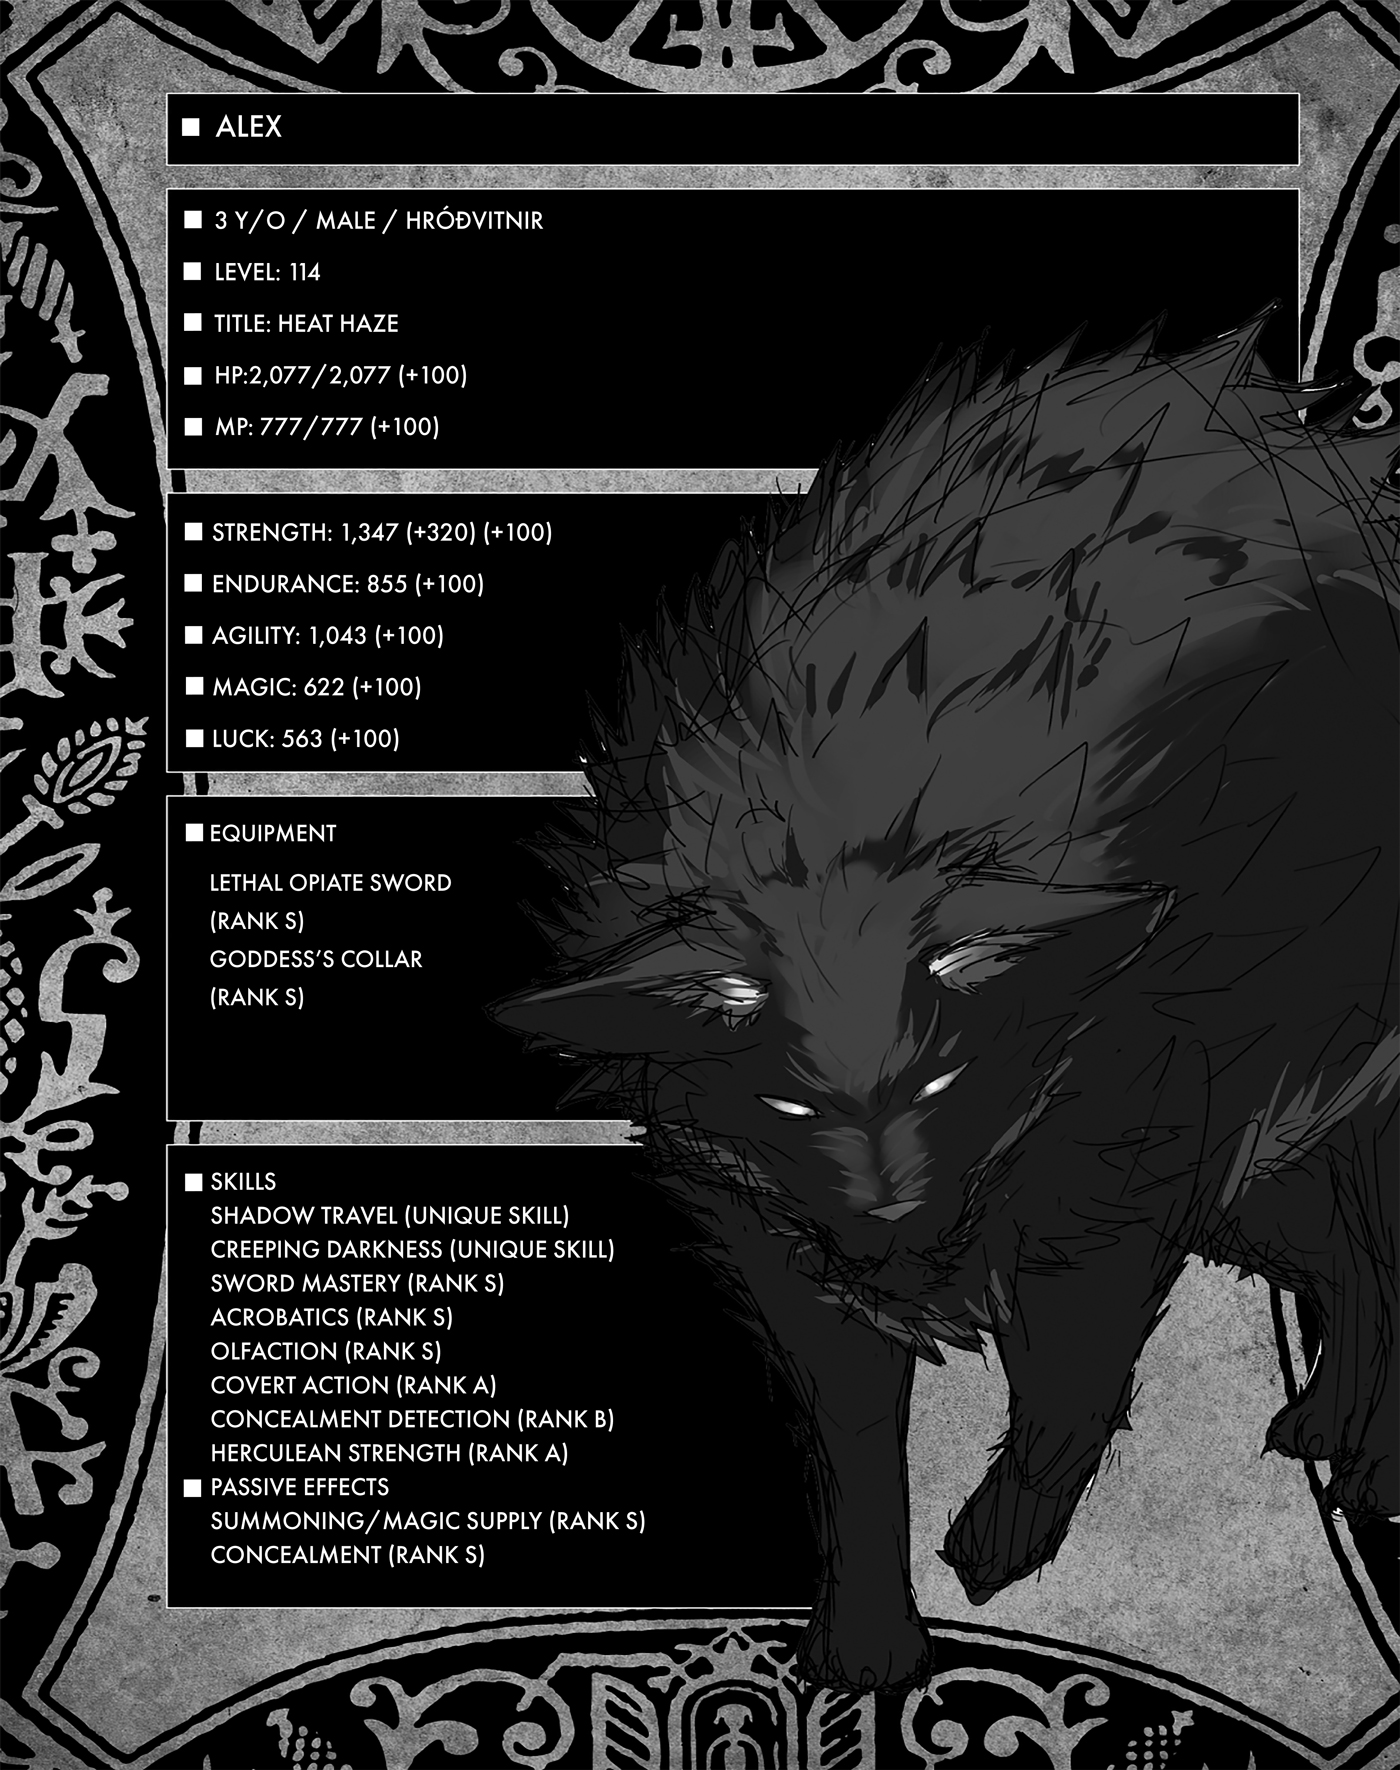 ALEX
3 Y/O / MALE / HRÓÐVITNIR
LEVEL: 114
TITLE: HEAT HAZE
HP:2,077/2,077 (+100)
MP: 777/777 (+100)
STRENGTH: 1,347 (+320) (+100)
ENDURANCE: 855 (+100)
AGILITY: 1,043 (+100)
MAGIC: 622 (+100)
LUCK: 563 (+100)
EQUIPMENT
LETHAL OPIATE SWORD
(RANK S)
GODDESS’S COLLAR
(RANK S)
SKILLS
SHADOW TRAVEL (UNIQUE SKILL)
CREEPING DARKNESS (UNIQUE SKILL)
SWORD MASTERY (RANK S)
ACROBATICS (RANK S)
OLFACTION (RANK S)
COVERT ACTION (RANK A)
CONCEALMENT DETECTION (RANK B)
HERCULEAN STRENGTH (RANK A)
PASSIVE EFFECTS
SUMMONING/MAGIC SUPPLY (RANK S)
CONCEALMENT (RANK S)